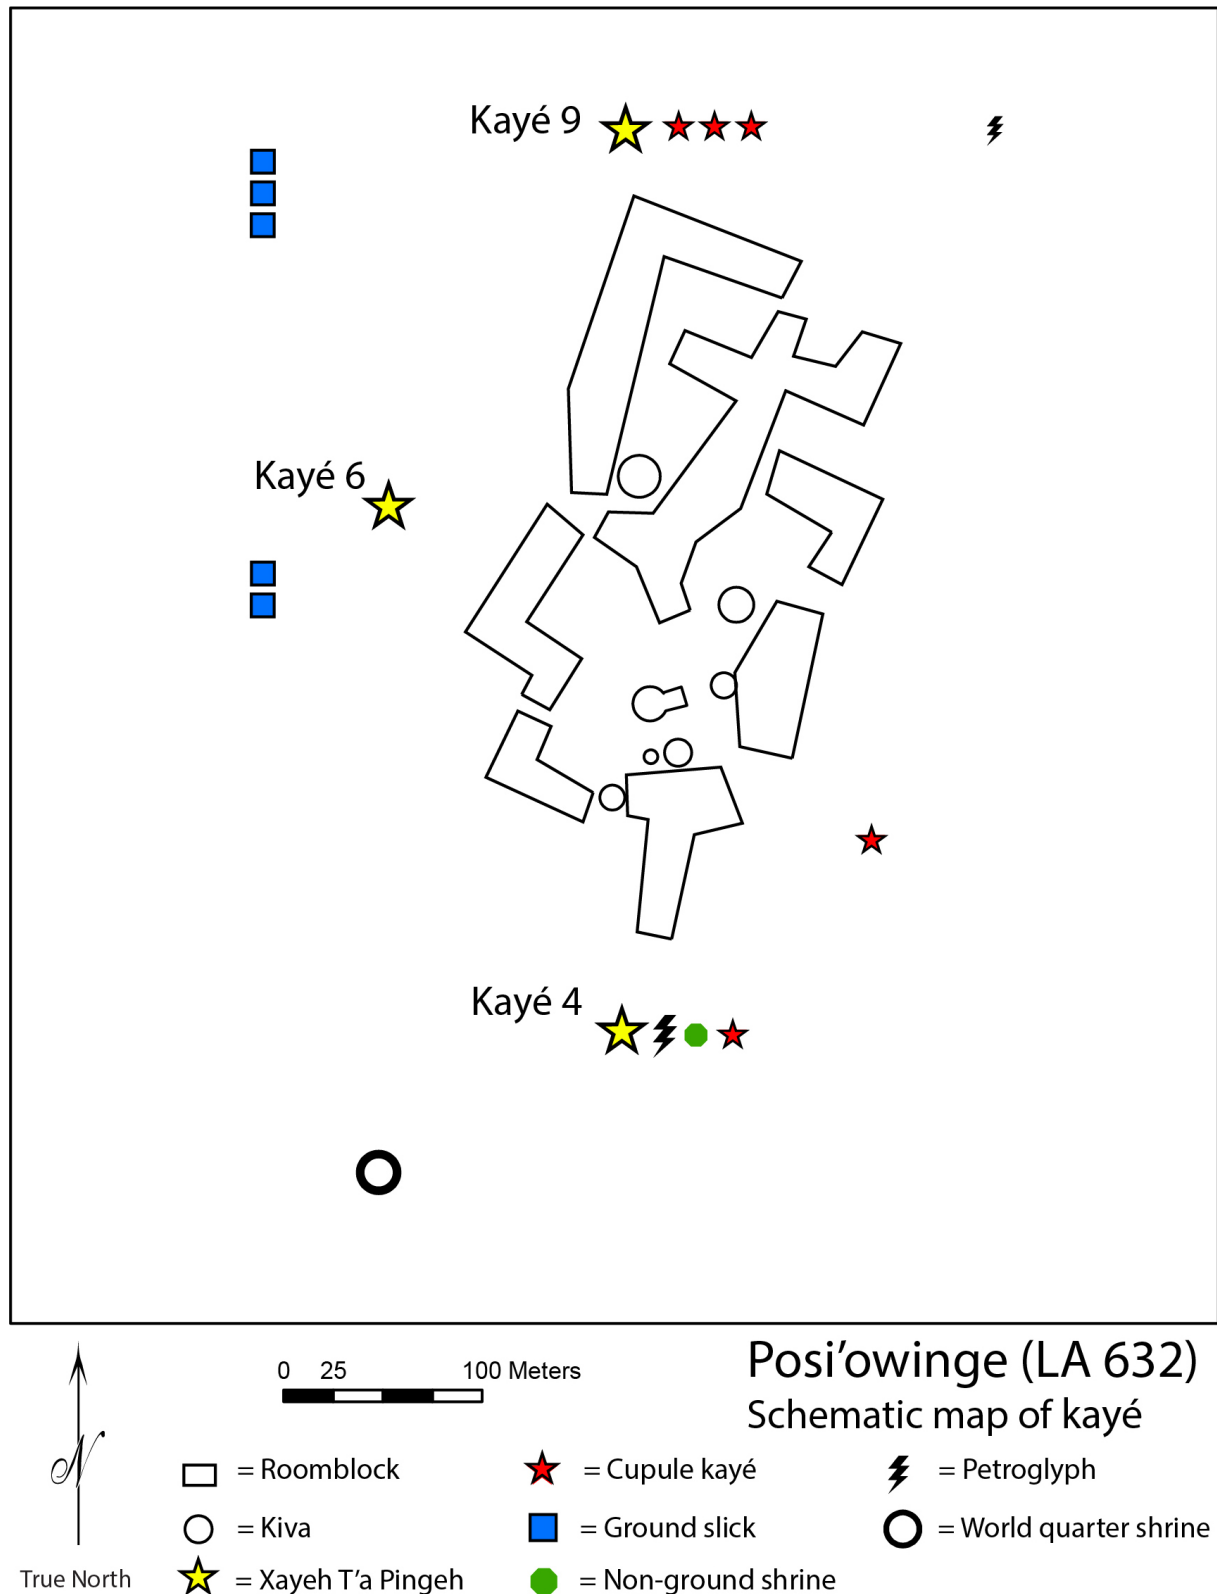 Kayé 9
Kayé 6
Kayé 4
0 25 100 Meters
Posi’owinge (LA 632)
Schematic map of kayé
N
True North
= Roomblock
= Kiva
= Xayeh T’a Pingeh
= Cupule kayé
= Ground slick
= Non-ground shrine
= Petroglyph
= World quarter shrine